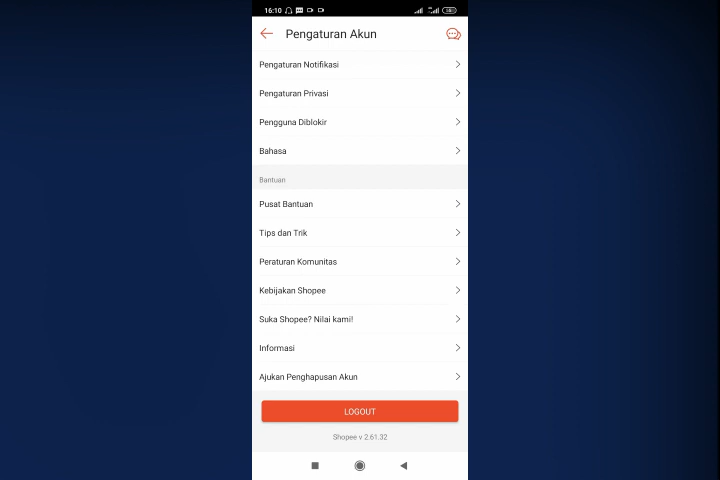 16:10
Pengaturan Akun
Pengaturan Notifikasi
Pengaturan Privasi
Pengguna Diblokir
Bahasa
Bantuan
Pusat Bantuan
Tips dan Trik
Peraturan Komunitas
Kebijakan Shopee
Suka Shopee? Nilai kami!
Informasi
Ajukan Penghapusan Akun
LOGOUT
Shopee v 2.61.32